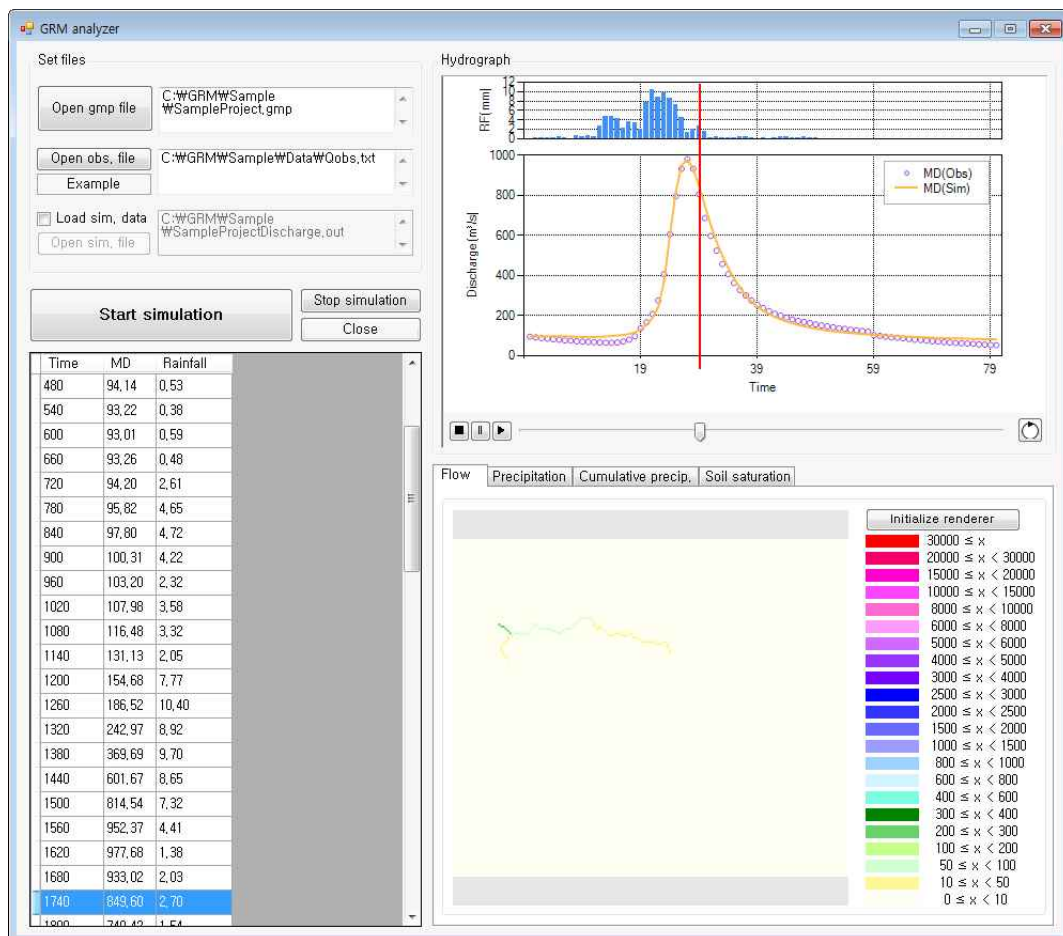 GRM analyzer
Set files
Open gmp file
C:₩GRM₩Sample
₩SampleProject.gmp
Open obs, file
C:₩GRM₩Sample₩Data₩Qobs,txt
Example
Load sim, data
C:₩GRM₩Sample
₩SampleProjectDischarge,out
Open sim, file
Start simulation
Stop simulation
Close
Time MD Rainfall
480 94,14 0,53
540 93,22 0,38
600 93,01 0,59
660 93,26 0,48
720 94,20 2,61
780 95,82 4,65
840 97,80 4,72
900 100,31 4,22
960 103,20 2,32
1020 107,98 3,58
1080 116,48 3,32
1140 131,13 2,05
1200 154,68 7,77
1260 186,52 10,40
1320 242,97 8,92
1380 369,69 9,70
1440 601,67 8,65
1500 814,54 7,32
1560 952,37 4,41
1620 977,68 1,38
1680 933,02 2,03
1740 849,60 2,70
Hydrograph
RF[mm]
12
10
8
6
4
2
0
Discharge[m³/s]
1000
800
600
400
200
0
MD(Obs)
MD(Sim)
19 39 59 79
Time
Flow Precipitation Cumulative precip, Soil saturation
Initialize renderer
30000 ≤ x
20000 ≤ x < 30000
15000 ≤ x < 20000
10000 ≤ x < 15000
8000 ≤ x < 10000
6000 ≤ x < 8000
5000 ≤ x < 6000
4000 ≤ x < 5000
3000 ≤ x < 4000
2500 ≤ x < 3000
2000 ≤ x < 2500
1500 ≤ x < 2000
1000 ≤ x < 1500
800 ≤ x < 1000
600 ≤ x < 800
400 ≤ x < 600
300 ≤ x < 400
200 ≤ x < 300
100 ≤ x < 200
50 ≤ x < 100
10 ≤ x < 50
0 ≤ x < 10